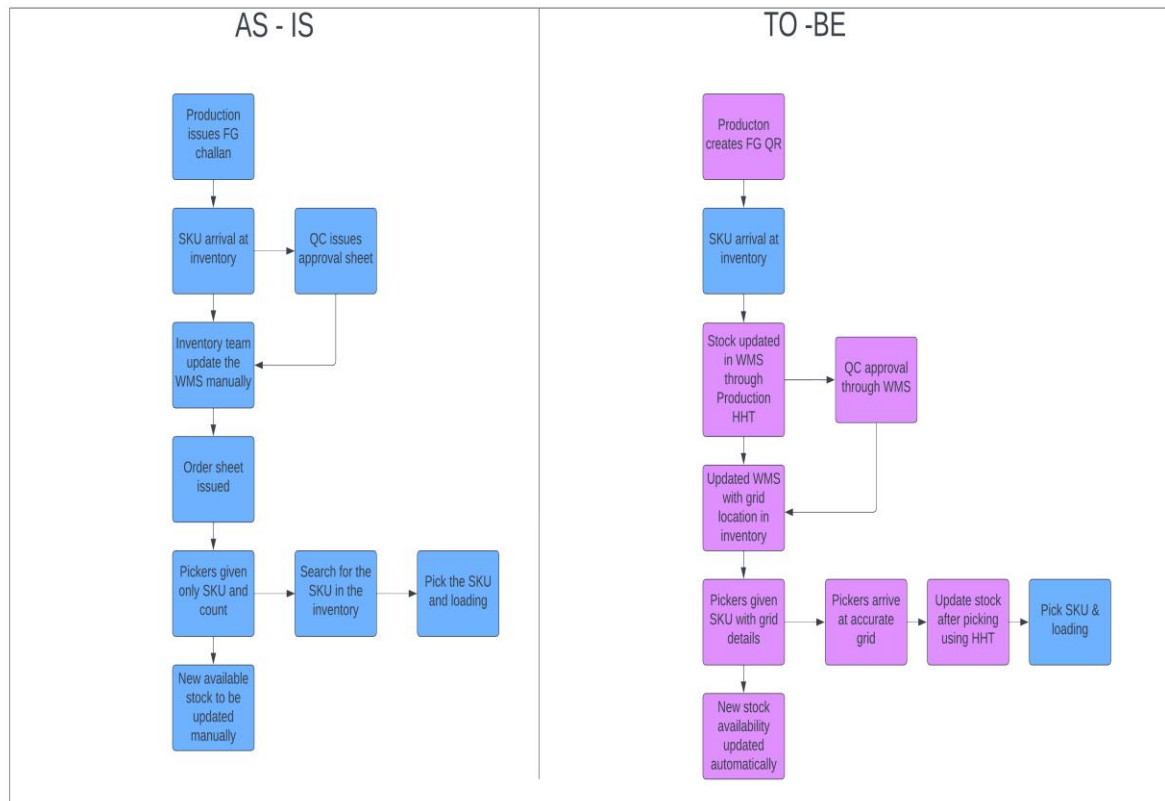 AS - IS
Production
issues FG
challan
SKU arrival at
inventory
QC issues
approval sheet
Inventory team
update the
WMS manually
Order sheet
issued
Pickers given
only SKU and
count
Search for the
SKU in the
inventory
Pick the SKU
and loading
New available
stock to be
updated
manually
TO -BE
Producton
creates FG QR
SKU arrival at
inventory
Stock updated
in WMS
through
Production
HHT
QC approval
through WMS
Updated WMS
with grid
location in
inventory
Pickers given
SKU with grid
details
Pickers arrive
at accurate
grid
Update stock
after picking
using HHT
Pick SKU &
loading
New stock
availability
updated
automatically